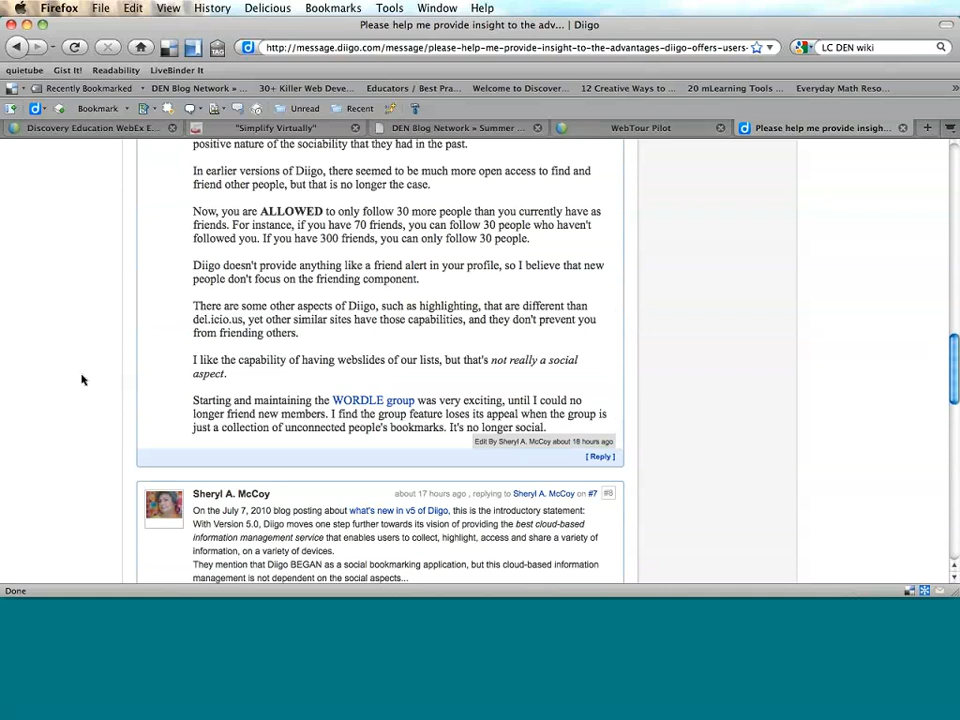 Firefox File Edit View History Delicious Bookmarks Tools Window Help
Please help me provide insight to the adv... | Diigo
http://message.diigo.com/message/please-help-me-provide-insight-to-the-advantages-diigo-offers-users-
LC DEN wiki
quietube Gist It! Readability LiveBinder It
Recently Bookmarked DEN Blog Network » ... 30+ Killer Web Deve... Educators / Best Pra... Welcome to Discover... 12 Creative Ways to ... 20 mLearning Tools ... Everyday Math Reso...
Bookmark Unread Recent
Discovery Education WebEx E... "Simplify Virtually" DEN Blog Network » Summer ... WebTour Pilot Please help me provide insigh...
positive nature of the sociability that they had in the past.
In earlier versions of Diigo, there seemed to be much more open access to find and
friend other people, but that is no longer the case.
Now, you are ALLOWED to only follow 30 more people than you currently have as
friends. For instance, if you have 70 friends, you can follow 30 people who haven't
followed you. If you have 300 friends, you can only follow 30 people.
Diigo doesn't provide anything like a friend alert in your profile, so I believe that new
people don't focus on the friending component.
There are some other aspects of Diigo, such as highlighting, that are different than
del.icio.us, yet other similar sites have those capabilities, and they don't prevent you
from friending others.
I like the capability of having webslides of our lists, but that's not really a social
aspect.
Starting and maintaining the WORDLE group was very exciting, until I could no
longer friend new members. I find the group feature loses its appeal when the group is
just a collection of unconnected people's bookmarks. It's no longer social.
Edit By Sheryl A. McCoy about 18 hours ago
[ Reply ]
Sheryl A. McCoy about 17 hours ago , replying to Sheryl A. McCoy on #7 #8
On the July 7, 2010 blog posting about what's new in v5 of Diigo, this is the introductory statement:
With Version 5.0, Diigo moves one step further towards its vision of providing the best cloud-based
information management service that enables users to collect, highlight, access and share a variety of
information, on a variety of devices.
They mention that Diigo BEGAN as a social bookmarking application, but this cloud-based information
management is not dependent on the social aspects...
Done